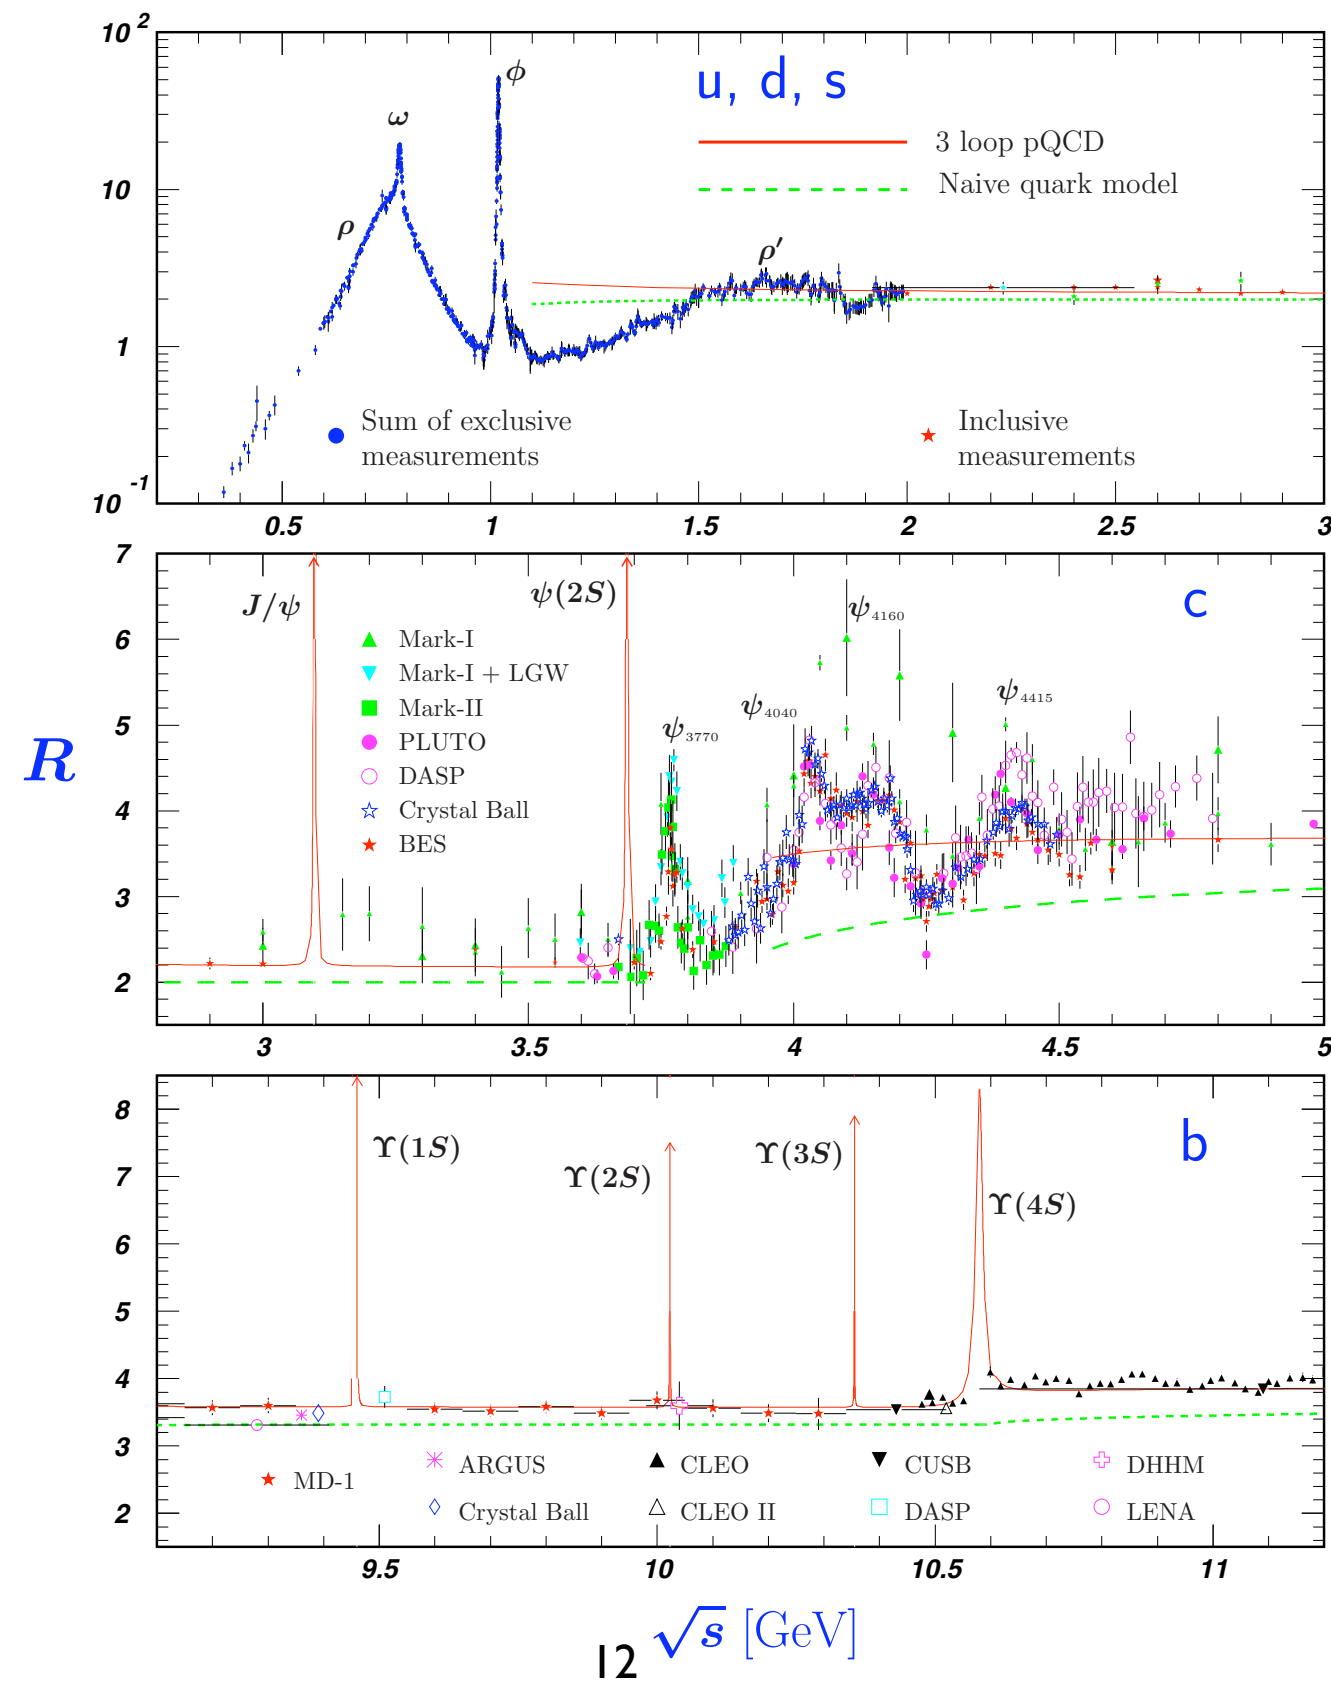 10 2
ϕ
u, d, s
ω
3 loop pQCD
10
Naive quark model
ρ
ρ′
1
Sum of exclusive
measurements
Inclusive
measurements
10 -1
0.5 1 1.5 2 2.5 3
7
J/ψ
ψ(2S)
ψ4160
c
6
Mark-I
Mark-I + LGW
Mark-II
PLUTO
DASP
Crystal Ball
BES
ψ3770
ψ4040
ψ4415
5
R
4
3
2
3 3.5 4 4.5 5
8
ϒ(1S)
ϒ(2S)
ϒ(3S)
ϒ(4S)
b
7
6
5
4
3
2
MD-1
ARGUS
CLEO
CUSB
DHHM
Crystal Ball
CLEO II
DASP
LENA
9.5 10 10.5 11
√s [GeV]
12